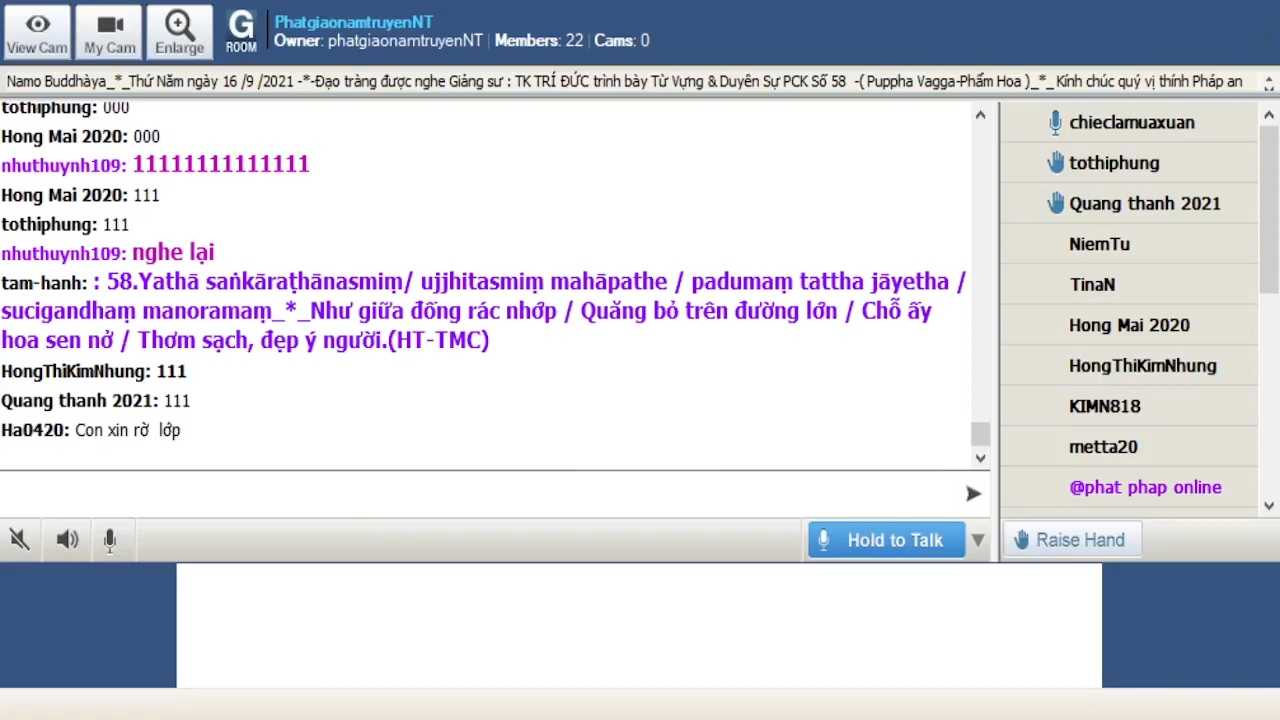 View Cam
My Cam
Enlarge
G
ROOM
PhatgiaonamtruyenNT
Owner: phatgiaonamtruyenNT | Members: 22 | Cams: 0
Namo Buddhàya_*_Thứ Năm ngày 16 /9 /2021 -*-Đạo tràng được nghe Giảng sư : TK TRÍ ĐỨC trình bày Từ Vựng & Duyên Sự PCK Số 58 -( Puppha Vagga-Phẩm Hoa )_*_Kính chúc quý vị thính Pháp an
tothiphung: 000
Hong Mai 2020: 000
nhuthuynh109: 11111111111111
Hong Mai 2020: 111
tothiphung: 111
nhuthuynh109: nghe lại
tam-hanh: : 58.Yathā saṅkāraṭhānasmiṃ/ ujjhitasmiṃ mahāpathe / padumaṃ tattha jāyetha /
sucigandhaṃ manoramaṃ_*_Như giữa đống rác nhớp / Quăng bỏ trên đường lớn / Chỗ ấy
hoa sen nở / Thơm sạch, đẹp ý người.(HT-TMC)
HongThiKimNhung: 111
Quang thanh 2021: 111
Ha0420: Con xin rờ lớp
chieclamuaxuan
tothiphung
Quang thanh 2021
NiemTu
TinaN
Hong Mai 2020
HongThiKimNhung
KIMN818
metta20
@phat phap online
Hold to Talk
Raise Hand